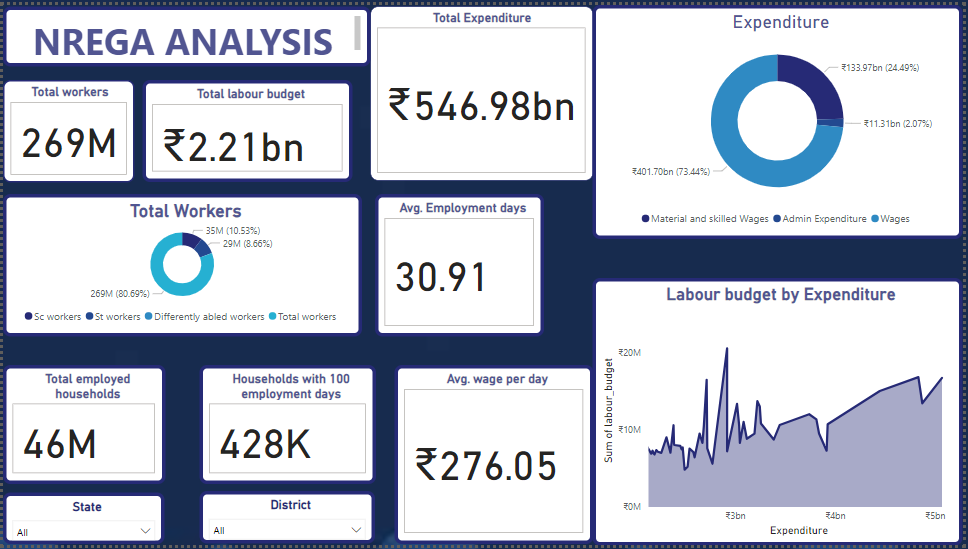 NREGA ANALYSIS
Total workers
269M
Total labour budget
₹2.21bn
Total Expenditure
₹546.98bn
Expenditure
₹133.97bn (24.49%)
₹11.31bn (2.07%)
₹401.70bn (73.44%)
Material and skilled Wages
Admin Expenditure
Wages
Total Workers
35M (10.53%)
29M (8.66%)
269M (80.69%)
Sc workers
St workers
Differently abled workers
Total workers
Avg. Employment days
30.91
Labour budget by Expenditure
Sum of labour_budget
₹20M
₹10M
₹0M
₹3bn
₹4bn
₹5bn
Expenditure
Total employed
households
46M
Households with 100
employment days
428K
Avg. wage per day
₹276.05
State
All
District
All